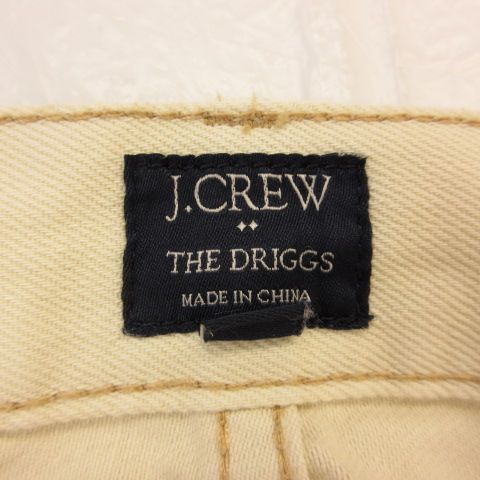 J.CREW
THE DRIGGS
MADE IN CHINA